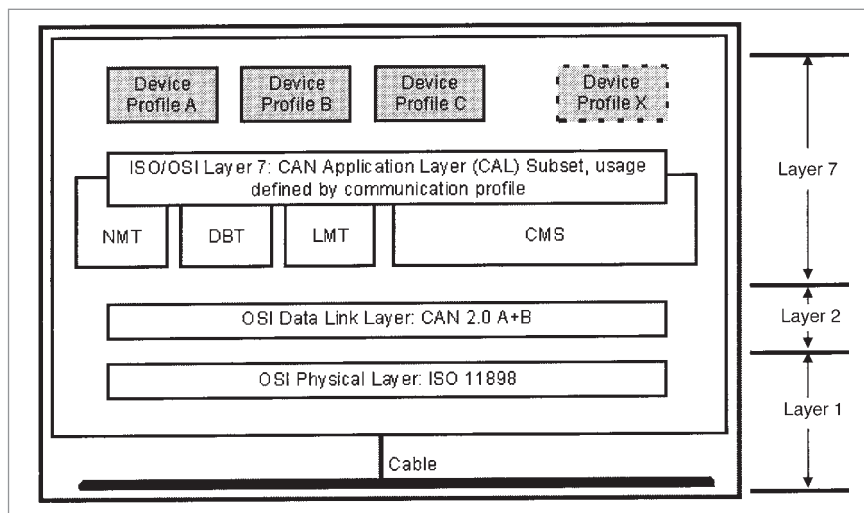 Device
Profile A
Device
Profile B
Device
Profile C
Device
Profile X
ISO/OSI Layer 7: CAN Application Layer (CAL) Subset, usage
defined by communication profile
NMT
DBT
LMT
CMS
OSI Data Link Layer: CAN 2.0 A+B
OSI Physical Layer: ISO 11898
Cable
Layer 7
Layer 2
Layer 1